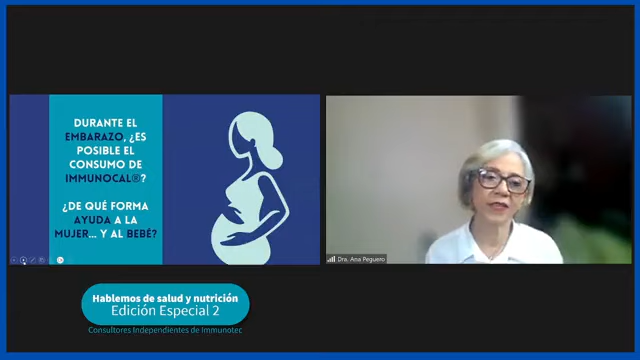 DURANTE EL
EMBARAZO, ¿ES
POSIBLE EL
CONSUMO DE
IMMUNOCAL®?
¿DE QUÉ FORMA
AYUDA A LA
MUJER... Y AL BEBÉ?
Dra. Ana Peguero
Hablemos de salud y nutrición
Edición Especial 2
Consultores Independientes de Immunotec